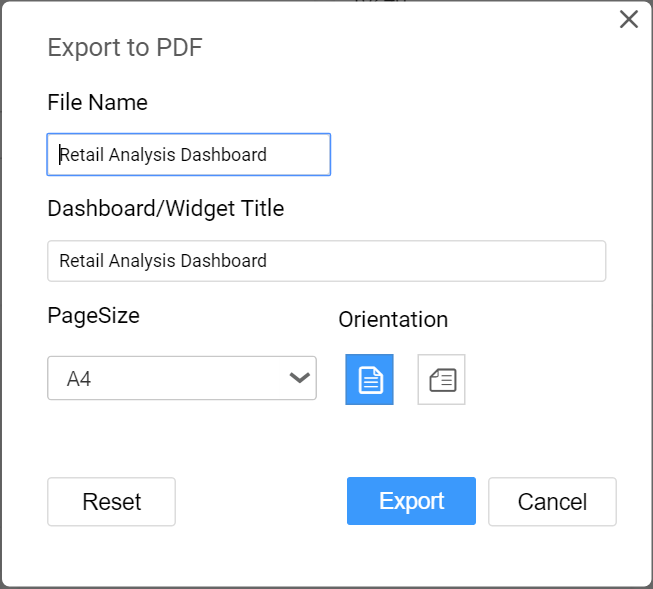 Export to PDF
File Name
Retail Analysis Dashboard
Dashboard/Widget Title
Retail Analysis Dashboard
PageSize
Orientation
A4
Reset
Export
Cancel